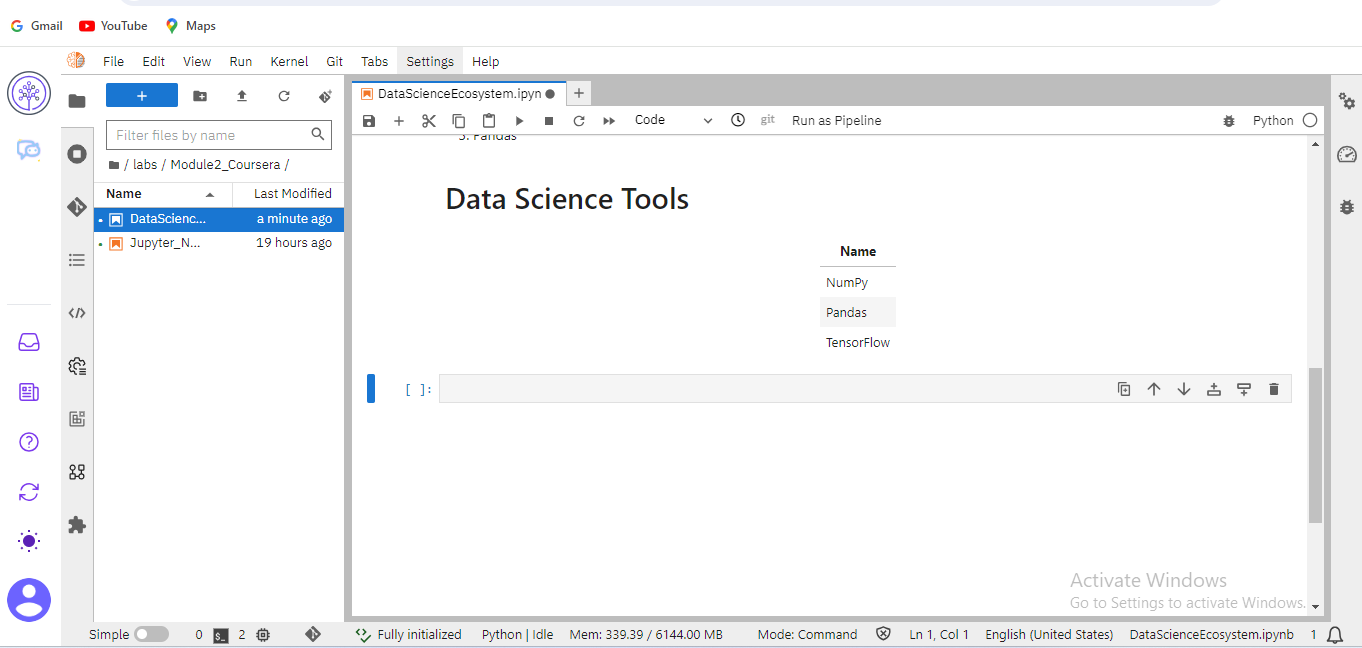 Gmail YouTube Maps
File Edit View Run Kernel Git Tabs Settings Help
+
DataScienceEcosystem.ipyn
+
Filter files by name
Code
git
Run as Pipeline
Python
/ labs / Module2_Coursera /
3. Pandas
Name Last Modified
DataScienc... a minute ago
Jupyter_N... 19 hours ago
Data Science Tools
Name
NumPy
Pandas
TensorFlow
[ ]:
Activate Windows
Go to Settings to activate Windows.
Simple 0 $_ 2 Fully initialized Python | Idle Mem: 339.39 / 6144.00 MB Mode: Command Ln 1, Col 1 English (United States) DataScienceEcosystem.ipynb 1